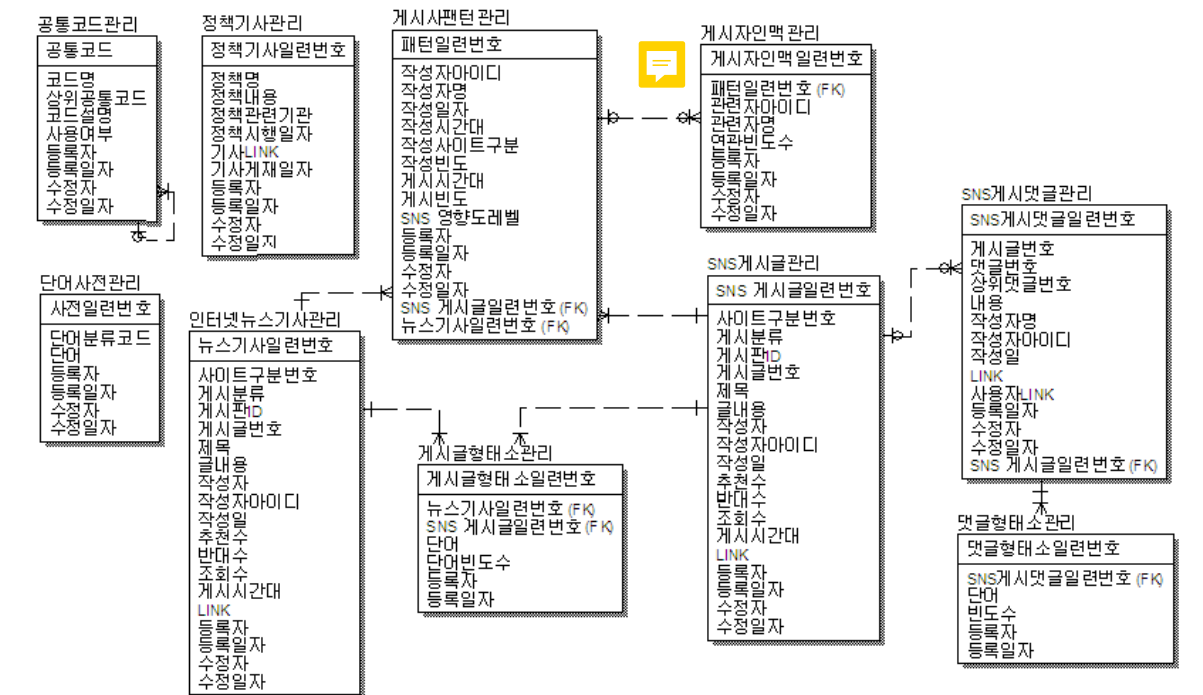 공통코드관리
공통코드
코드명
상위공통코드
코드설명
사용여부
등록자
등록일자
수정자
수정일자
정책기사관리
정책기사일련번호
정책명
정책내용
정책관련기관
정책시행일자
기사LINK
기사게재일자
등록자
등록일자
수정자
수정일지
게시사팬턴관리
패턴일련번호
작성자아이디
작성자명
작성일자
작성시간대
작성사이트구분
작성빈도
게시시간대
게시빈도
SNS 영향도레벨
등록자
등록일자
수정자
수정일자
SNS 게시글일련번호(FK)
뉴스기사일련번호 (FK)
게시자인맥관리
게시자인맥일련번호
패턴일련번호 (FK)
관련자아이디
관련자명
연관빈도수
등록자
등록일자
수정자
수정일자
SNS게시댓글관리
SNS게시댓글일련번호
게시글번호
댓글번호
상위댓글번호
내용
작성자명
작성자아이디
작성일
LINK
사용자LINK
등록일자
수정자
수정일자
SNS 게시글일련번호(FK)
단어사전관리
사전일련번호
단어분류코드
단어
등록자
등록일자
수정자
수정일자
인터넷뉴스기사관리
뉴스기사일련번호
사이트구분번호
게시분류
게시판ID
게시글번호
제목
글내용
작성자
작성자아이디
작성일
추천수
반대수
조회수
게시시간대
LINK
등록자
등록일자
수정자
수정일자
게시글형태소관리
게시글형태소일련번호
뉴스기사일련번호 (FK)
SNS 게시글일련번호(FK)
단어
단어빈도수
등록자
등록일자
SNS게시글관리
SNS 게시글일련번호
사이트구분번호
게시분류
게시판ID
게시글번호
제목
글내용
작성자
작성자아이디
작성일
추천수
반대수
조회수
게시시간대
LINK
등록자
등록일자
수정자
수정일자
댓글형태소관리
댓글형태소일련번호
SNS게시댓글일련번호 (FK)
단어
빈도수
등록자
등록일자